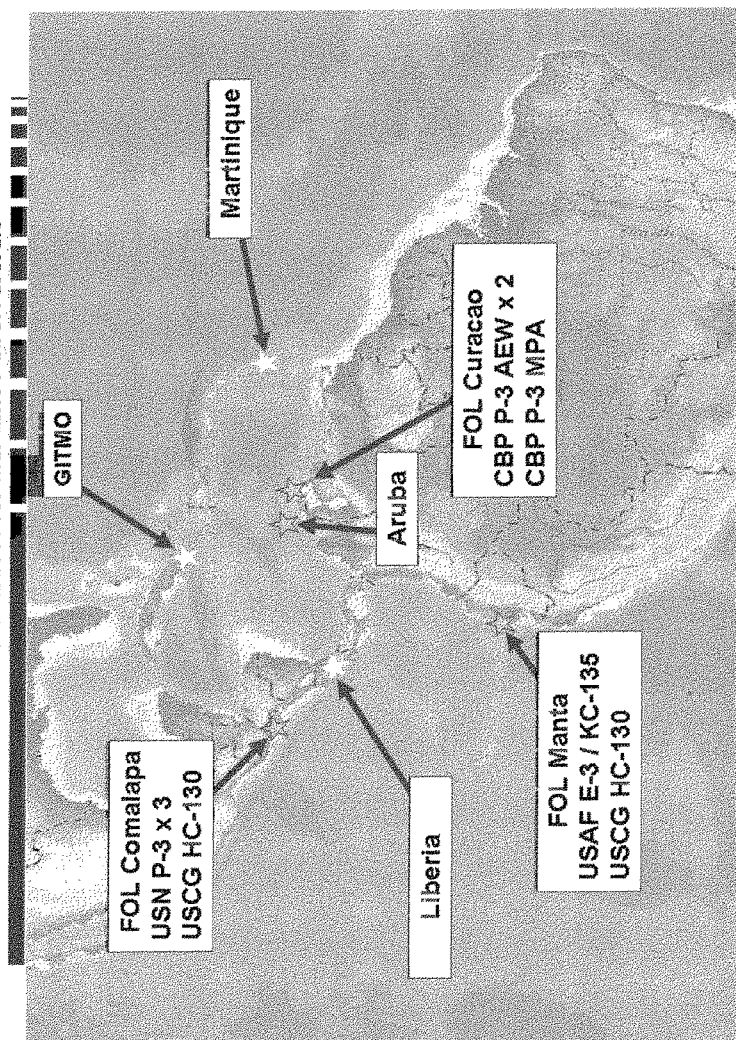 GITMO
Martinique
FOL Comalapa
USN P-3 x 3
USCG HC-130
Aruba
FOL Curacao
CBP P-3 AEW x 2
CBP P-3 MPA
Liberia
FOL Manta
USAF E-3 / KC-135
USCG HC-130